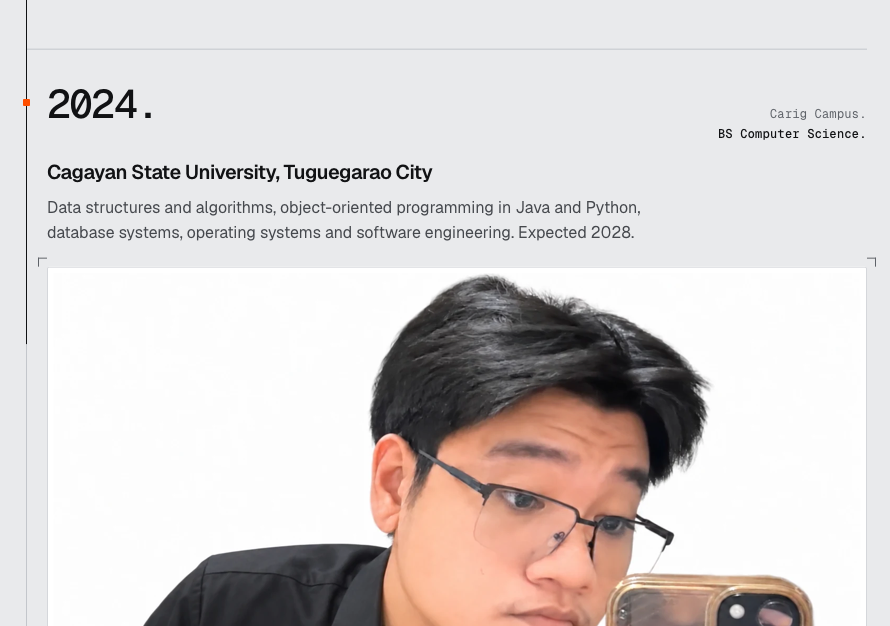 2024.
Carig Campus.
BS Computer Science.
Cagayan State University, Tuguegarao City
Data structures and algorithms, object-oriented programming in Java and Python,
database systems, operating systems and software engineering. Expected 2028.